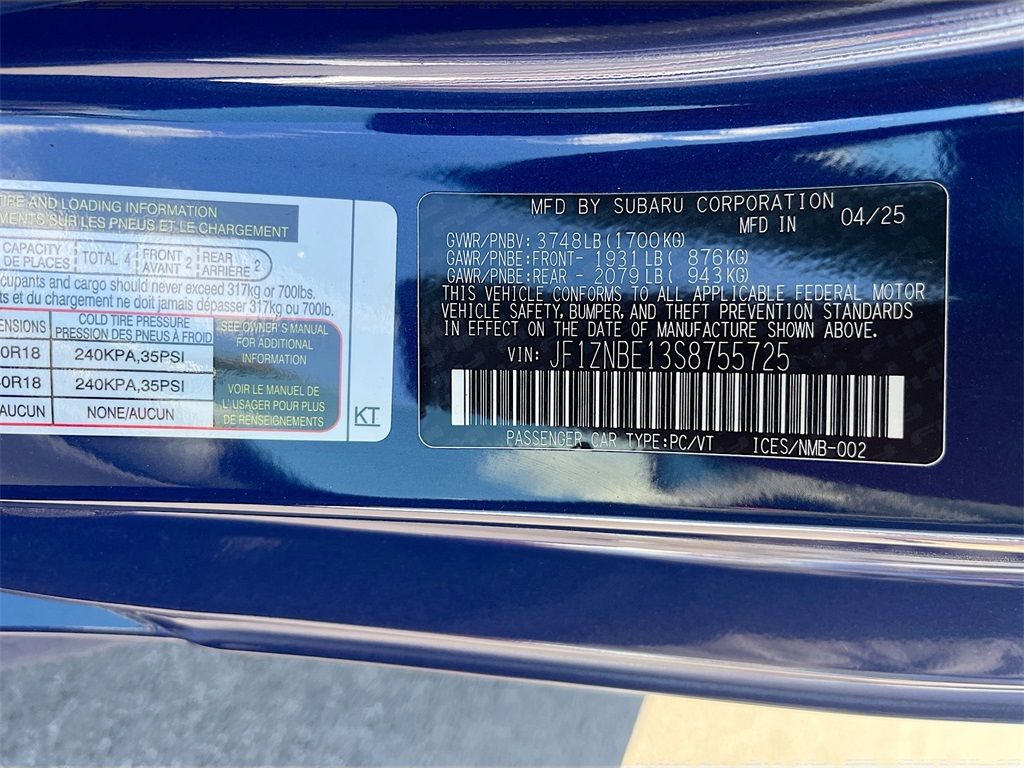 TIRE AND LOADING INFORMATION
SUR LES PNEUS ET LE CHARGEMENT
CAPACITY
DE PLACES
TOTAL 4
FRONT
AVANT 2
REAR
ARRIÈRE 2
and cargo should never exceed 317kg or 700lbs.
et du chargement ne doit jamais dépasser 317kg ou 700lb.
COLD TIRE PRESSURE
PRESSION DES PNEUS À FROID
0R18 240KPA,35PSI
0R18 240KPA,35PSI
AUCUN NONE/AUCUN
SEE OWNER'S MANUAL
FOR ADDITIONAL
INFORMATION
VOIR LE MANUEL DE
L'USAGER POUR PLUS
DE RENSEIGNEMENTS
KT
MFD BY SUBARU CORPORATION
MFD IN 04/25
GVWR/PNBV: 3748LB(1700KG)
GAWR/PNBE:FRONT- 1931LB( 876KG)
GAWR/PNBE:REAR - 2079LB( 943KG)
THIS VEHICLE CONFORMS TO ALL APPLICABLE FEDERAL MOTOR
VEHICLE SAFETY, BUMPER, AND THEFT PREVENTION STANDARDS
IN EFFECT ON THE DATE OF MANUFACTURE SHOWN ABOVE.
VIN: JF1ZNBE13S8755725
PASSENGER CAR TYPE:PC/VT ICES/NMB-002